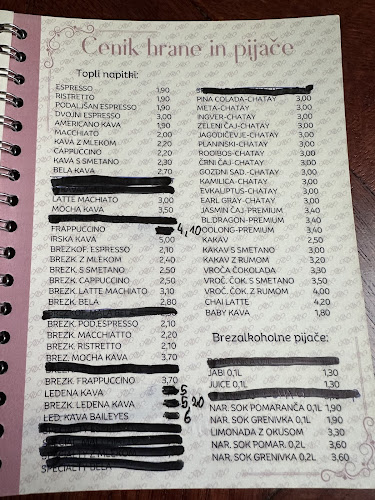 Cenik hrane in pijače
Topli napitki:
ESPRESSO 1,90
RISTRETTO 1,90
PODALJŠAN ESPRESSO 1,90
DVOJNI ESPRESSO 3,00
AMERICANO KAVA 1,90
MACCHIATO 2,00
KAVA Z MLEKOM 2,20
CAPPUCCINO 2,20
KAVA S SMETANO 2,30
BELA KAVA 2,70
LATTE MACHIATO 3,00
MOCHA KAVA 3,50
FRAPPUCCINO 4,10
IRSKA KAVA 5,00
BREZKOF. ESPRESSO 2,10
BREZK. Z MLEKOM 2,40
BREZK. S SMETANO 2,50
BREZK. CAPPUCCINO 2,50
BREZK. LATTE MACHIATO 3,10
BREZK. BELA 2,80
BREZK. POD.ESPRESSO 2,10
BREZK. MACCHIATTO 2,20
BREZK. RISTRETTO 2,10
BREZ. MOCHA KAVA 3,70
BREZK. FRAPPUCCINO 3,70
LEDENA KAVA 5
BREZK. LEDENA KAVA 5,20
LED. KAVA BAILEYES 6
PINA COLADA-CHATAY 3,00
META-CHATAY 3,00
INGVER-CHATAY 3,00
ZELENI ČAJ-CHATAY 3,00
JAGODIČEVJE-CHATAY 3,00
PLANINSKI-CHATAY 3,00
ROOIBOS-CHATAY 3,00
ČRNI ČAJ-CHATAY 3,00
GOZDNI SAD.-CHATAY 3,00
KAMILICA-CHATAY 3,00
EVKALIPTUS-CHATAY 3,00
EARL GRAY-CHATAY 3,00
JASMIN ČAJ-PREMIUM 3,40
BL.DRAGON-PREMIUM 3,40
OOLONG-PREMIUM 3,40
KAKAV 2,50
KAKAV S SMETANO 3,00
KAKAV Z RUMOM 3,20
VROČA ČOKOLADA 3,30
VROČ. ČOK. S SMETANO 3,50
VROČ. ČOK. Z RUMOM 4,00
CHAI LATTE 4,20
BABY KAVA 1,80
Brezalkoholne pijače:
JABI 0,1L 1,30
JUICE 0,1L 1,30
NAR. SOK POMARANČA 0,1L 1,90
NAR. SOK GRENIVKA 0,1L 1,90
LIMONADA Z OKUSOM 3,30
NAR. SOK POMAR. 0,2L 3,60
NAR. SOK GRENIVKA 0,2L 3,60